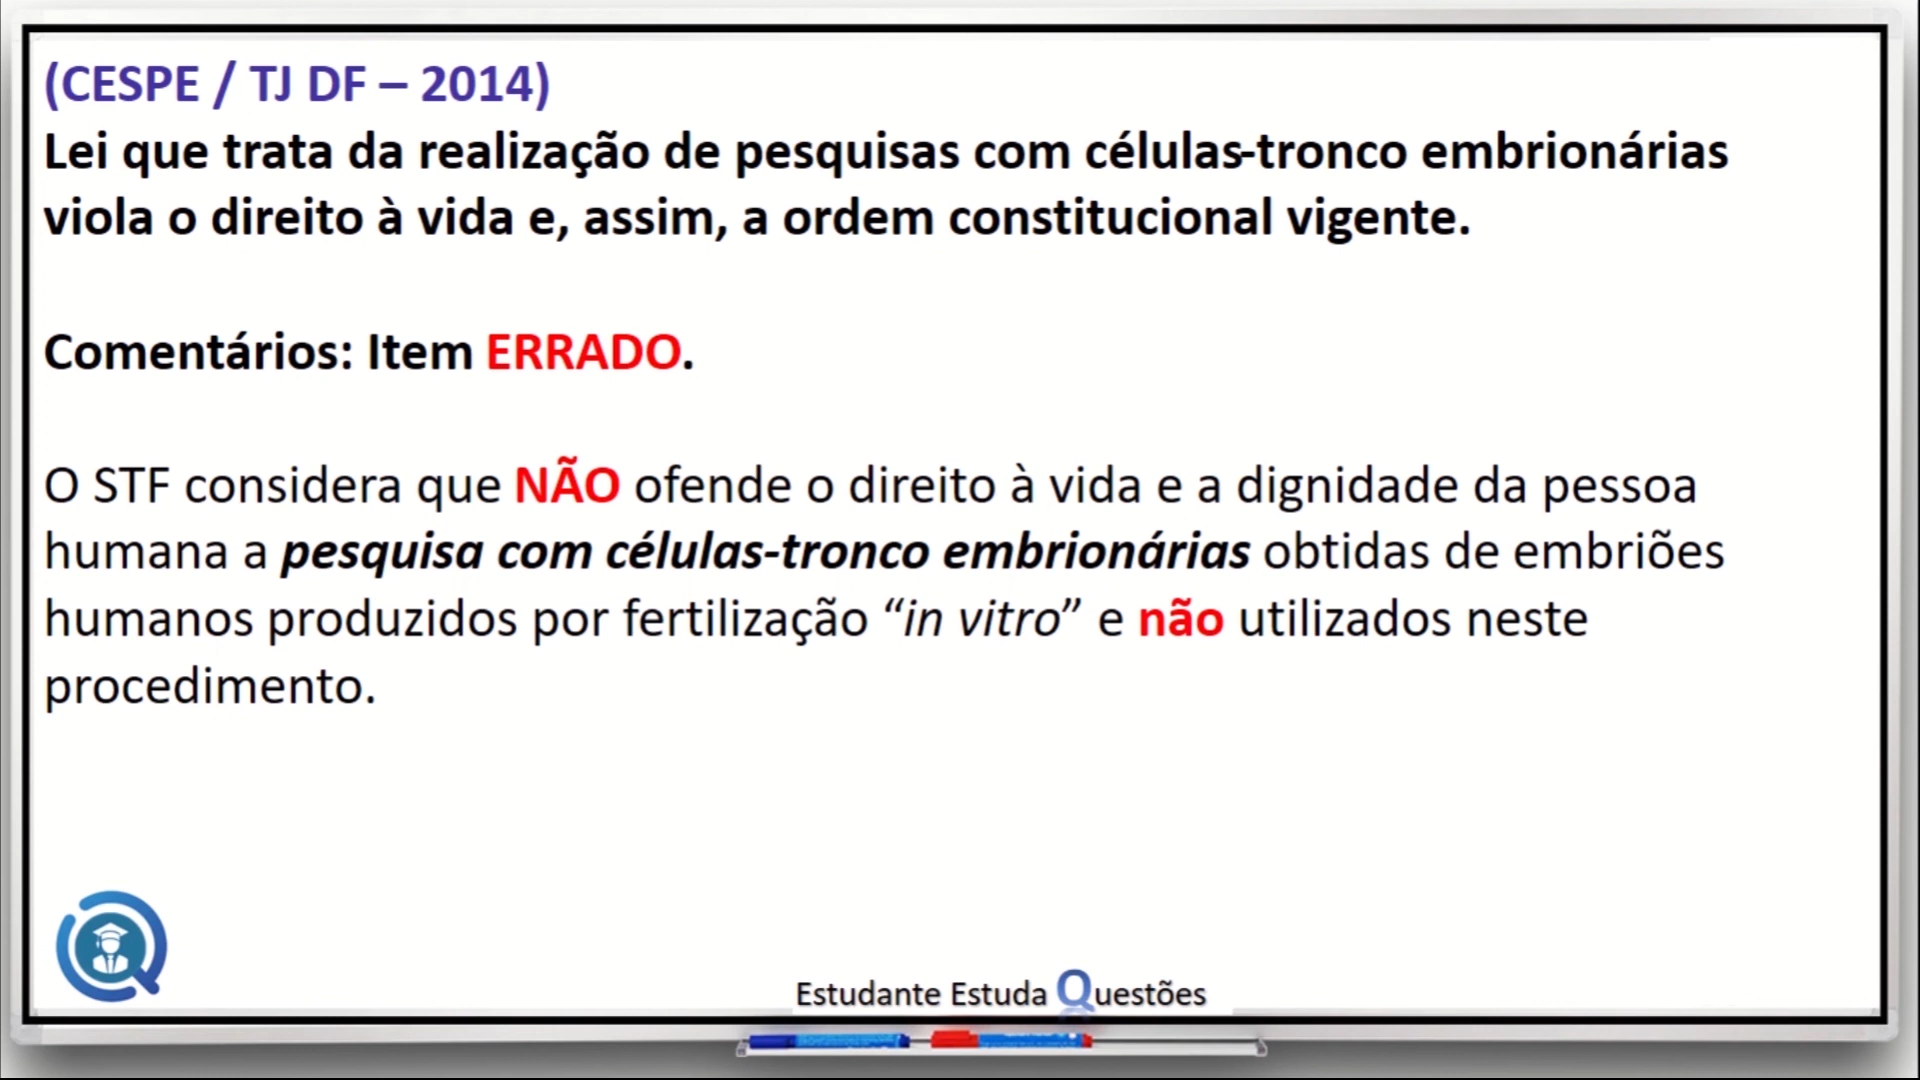 (CESPE / TJ DF – 2014)
Lei que trata da realização de pesquisas com células-tronco embrionárias
viola o direito à vida e, assim, a ordem constitucional vigente.
Comentários: Item ERRADO.
O STF considera que NÃO ofende o direito à vida e a dignidade da pessoa
humana a pesquisa com células-tronco embrionárias obtidas de embriões
humanos produzidos por fertilização “in vitro” e não utilizados neste
procedimento.
Estudante Estuda Questões